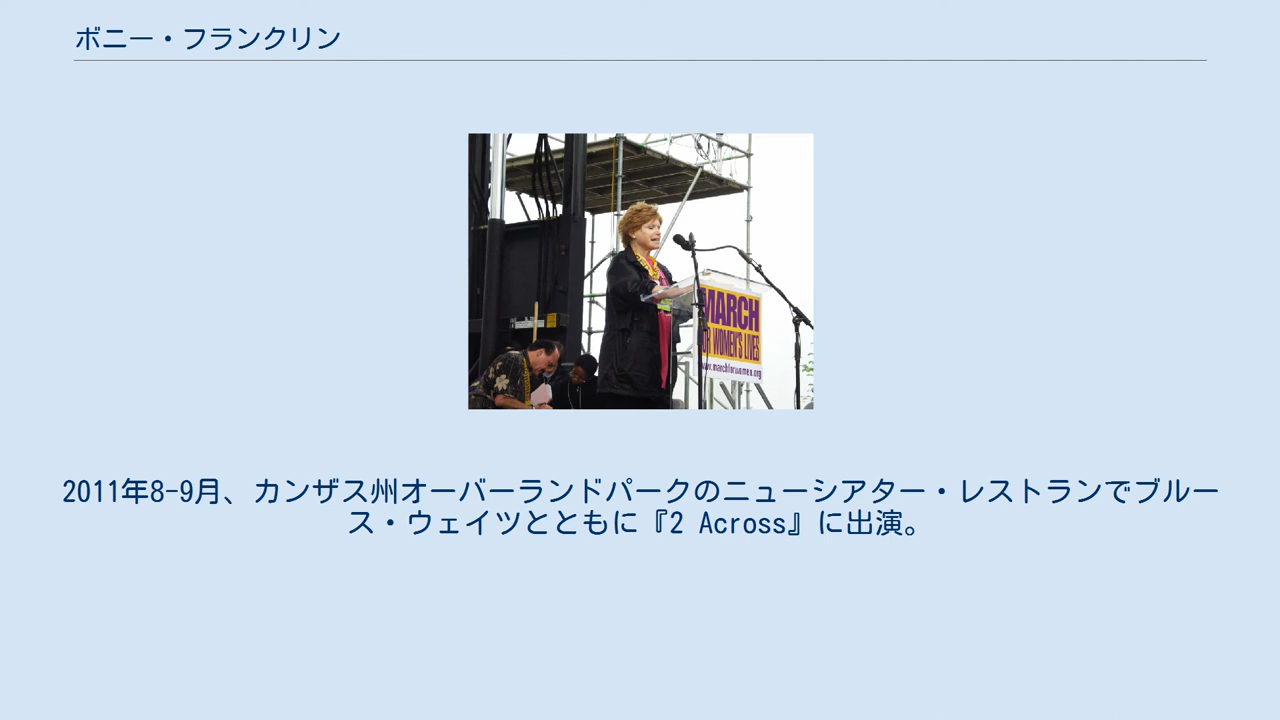 ボニー・フランクリン
MARCH
FOR WOMEN'S LIVES
www.marchforwomen.org
2011年8-9月、カンザス州オーバーランドパークのニューシアター・レストランでブルー
ス・ウェイツとともに『2 Across』に出演。